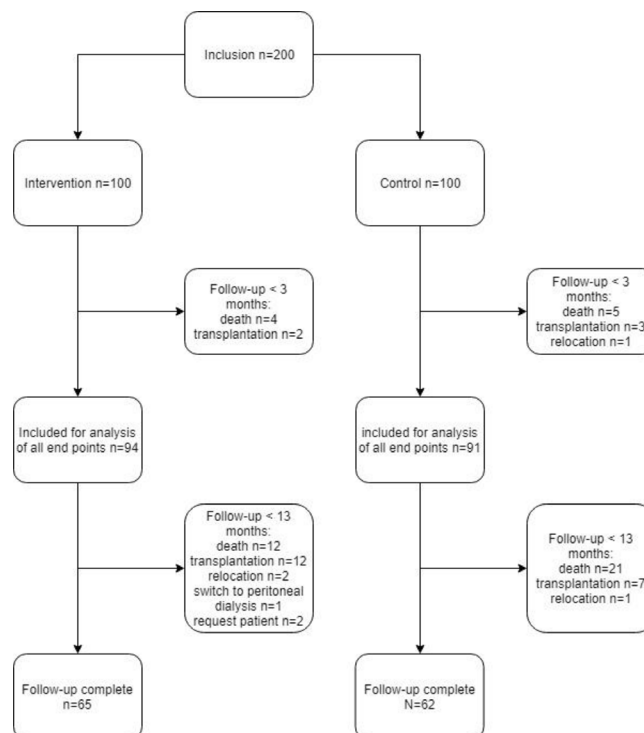 Inclusion n=200
Intervention n=100
Control n=100
Follow-up < 3
months:
death n=4
transplantation n=2
Follow-up < 3
months:
death n=5
transplantation n=3
relocation n=1
Included for analysis
of all end points n=94
included for analysis
of all end points n=91
Follow-up < 13
months:
death n=12
transplantation n=12
relocation n=2
switch to peritoneal
dialysis n=1
request patient n=2
Follow-up < 13
months:
death n=21
transplantation n=7
relocation n=1
Follow-up complete
n=65
Follow-up complete
N=62